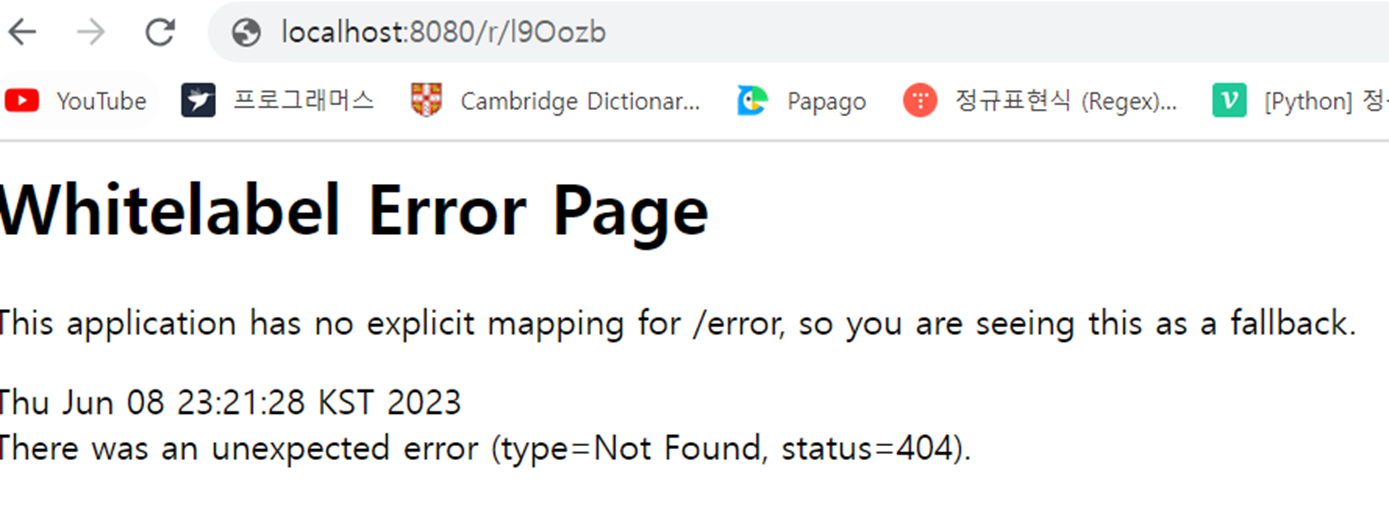 localhost:8080/r/l9Oozb
YouTube 프로그래머스 Cambridge Dictionar... Papago 정규표현식 (Regex)... [Python] 정
Whitelabel Error Page
This application has no explicit mapping for /error, so you are seeing this as a fallback.
Thu Jun 08 23:21:28 KST 2023
There was an unexpected error (type=Not Found, status=404).